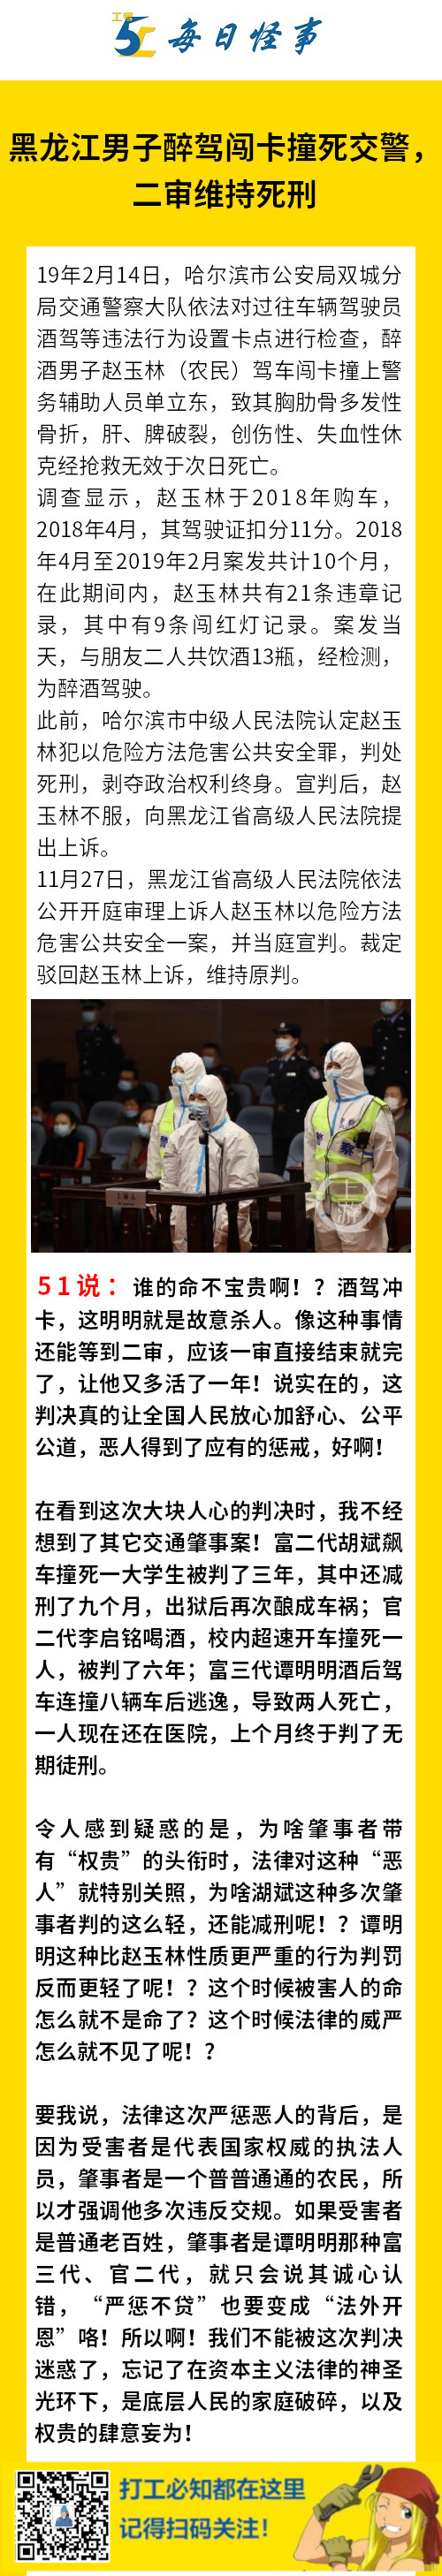 工号
51
每日怪事
黑龙江男子醉驾闯卡撞死交警，
二审维持死刑
19年2月14日，哈尔滨市公安局双城分
局交通警察大队依法对过往车辆驾驶员
酒驾等违法行为设置卡点进行检查，醉
酒男子赵玉林（农民）驾车闯卡撞上警
务辅助人员单立东，致其胸肋骨多发性
骨折，肝、脾破裂，创伤性、失血性休
克经抢救无效于次日死亡。
调查显示，赵玉林于2018年购车，
2018年4月，其驾驶证扣分11分。2018
年4月至2019年2月案发共计10个月，
在此期间内，赵玉林共有21条违章记
录，其中有9条闯红灯记录。案发当
天，与朋友二人共饮酒13瓶，经检测，
为醉酒驾驶。
此前，哈尔滨市中级人民法院认定赵玉
林犯以危险方法危害公共安全罪，判处
死刑，剥夺政治权利终身。宣判后，赵
玉林不服，向黑龙江省高级人民法院提
出上诉。
11月27日，黑龙江省高级人民法院依法
公开开庭审理上诉人赵玉林以危险方法
危害公共安全一案，并当庭宣判。裁定
驳回赵玉林上诉，维持原判。
警察
上诉人
上游
51说：谁的命不宝贵啊！？酒驾冲
卡，这明明就是故意杀人。像这种事情
还能等到二审，应该一审直接结束就完
了，让他又多活了一年！说实在的，这
判决真的让全国人民放心加舒心、公平
公道，恶人得到了应有的惩戒，好啊！
在看到这次大块人心的判决时，我不经
想到了其它交通肇事案！富二代胡斌飙
车撞死一大学生被判了三年，其中还减
刑了九个月，出狱后再次酿成车祸；官
二代李启铭喝酒，校内超速开车撞死一
人，被判了六年；富三代谭明明酒后驾
车连撞八辆车后逃逸，导致两人死亡，
一人现在还在医院，上个月终于判了无
期徒刑。
令人感到疑惑的是，为啥肇事者带
有“权贵”的头衔时，法律对这种“恶
人”就特别关照，为啥湖斌这种多次肇
事者判的这么轻，还能减刑呢！？谭明
明这种比赵玉林性质更严重的行为判罚
反而更轻了呢！？这个时候被害人的命
怎么就不是命了？这个时候法律的威严
怎么就不见了呢！？
要我说，法律这次严惩恶人的背后，是
因为受害者是代表国家权威的执法人
员，肇事者是一个普普通通的农民，所
以才强调他多次违反交规。如果受害者
是普通老百姓，肇事者是谭明明那种富
三代、官二代，就只会说其诚心认
错，“严惩不贷”也要变成“法外开
恩”咯！所以啊！我们不能被这次判决
迷惑了，忘记了在资本主义法律的神圣
光环下，是底层人民的家庭破碎，以及
权贵的肆意妄为！
打工必知都在这里
记得扫码关注！